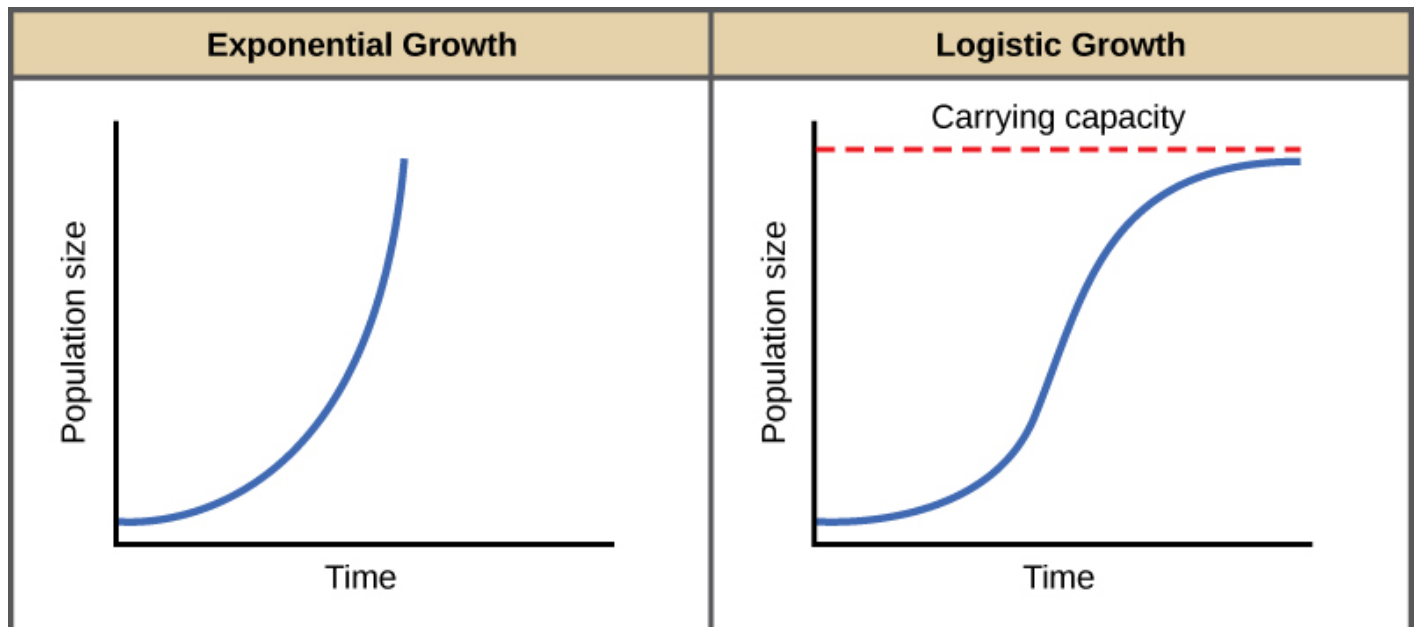 Exponential Growth
Population size
Time
Logistic Growth
Carrying capacity
Population size
Time